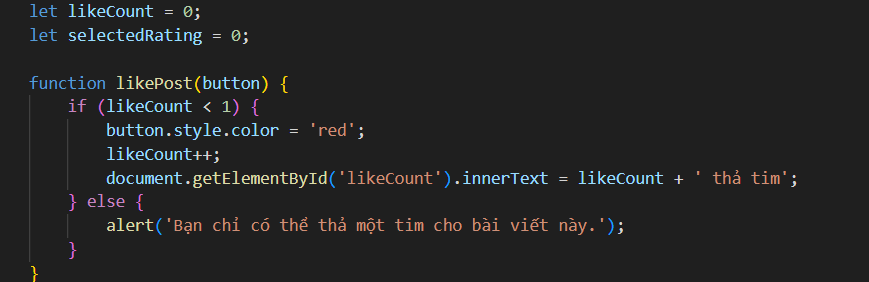 let likeCount = 0;
let selectedRating = 0;
function likePost(button) {
if (likeCount < 1) {
button.style.color = 'red';
likeCount++;
document.getElementById('likeCount').innerText = likeCount + ' thả tim';
} else {
alert('Bạn chỉ có thể thả một tim cho bài viết này.');
}
}